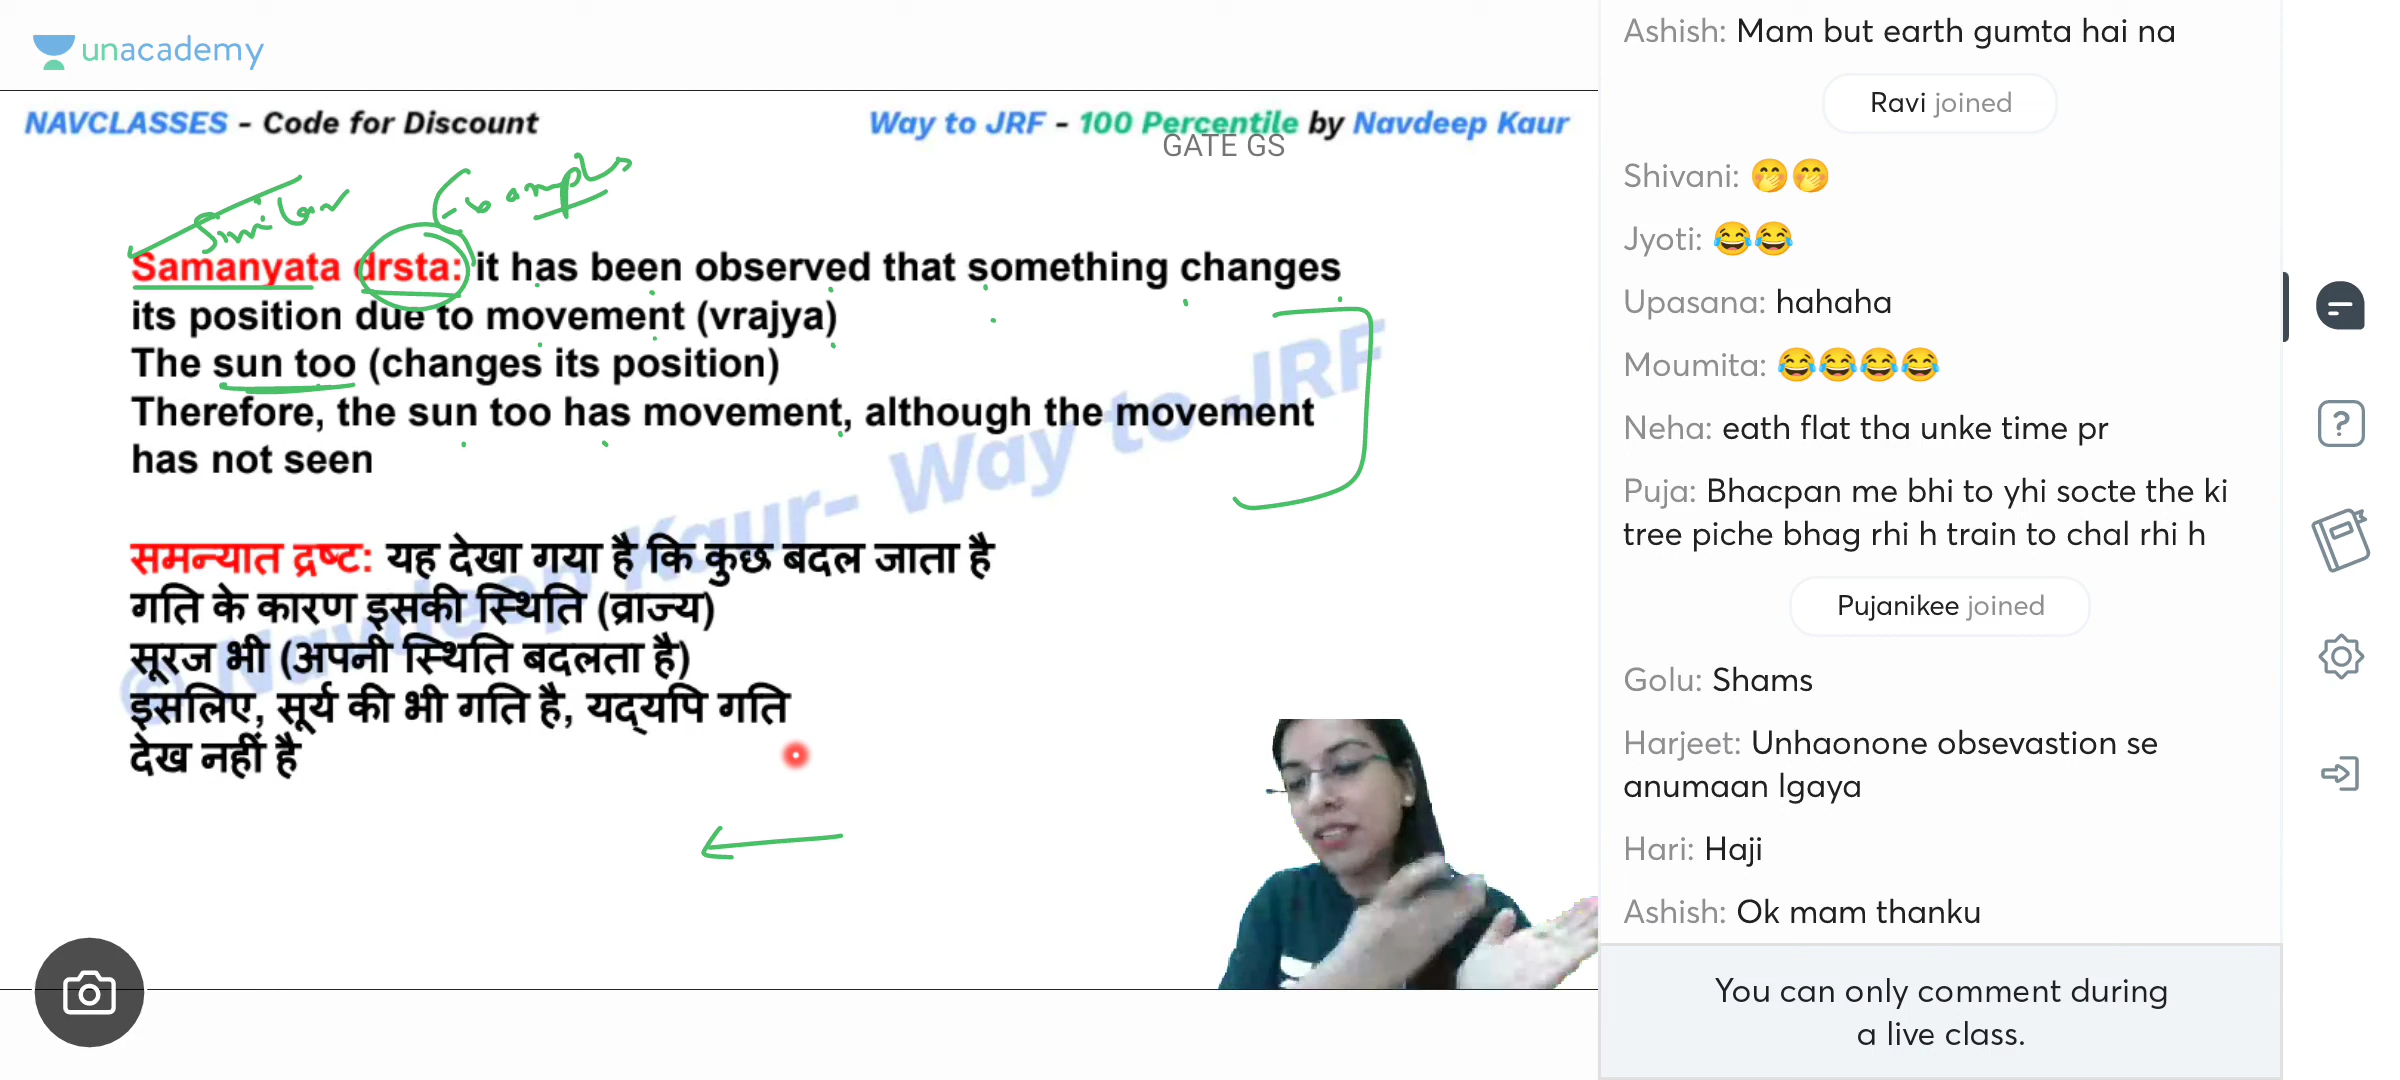 unacademy
NAVCLASSES - Code for Discount
Way to JRF - 100 Percentile by Navdeep Kaur
GATE GS
Similar
Examples
Samanyata drsta: it has been observed that something changes
its position due to movement (vrajya)
The sun too (changes its position)
Therefore, the sun too has movement, although the movement
has not seen
समन्यात द्रष्ट: यह देखा गया है कि कुछ बदल जाता है
गति के कारण इसकी स्थिति (व्राज्य)
सूरज भी (अपनी स्थिति बदलता है)
इसलिए, सूर्य की भी गति है, यद्यपि गति
देख नहीं है
© Navdeep Kaur- Way to JRF
Ashish: Mam but earth gumta hai na
Ravi joined
Shivani: 🤭🤭
Jyoti: 😂😂
Upasana: hahaha
Moumita: 😂😂😂😂
Neha: eath flat tha unke time pr
Puja: Bhacpan me bhi to yhi socte the ki
tree piche bhag rhi h train to chal rhi h
Pujanikee joined
Golu: Shams
Harjeet: Unhaonone obsevastion se
anumaan lgaya
Hari: Haji
Ashish: Ok mam thanku
You can only comment during
a live class.